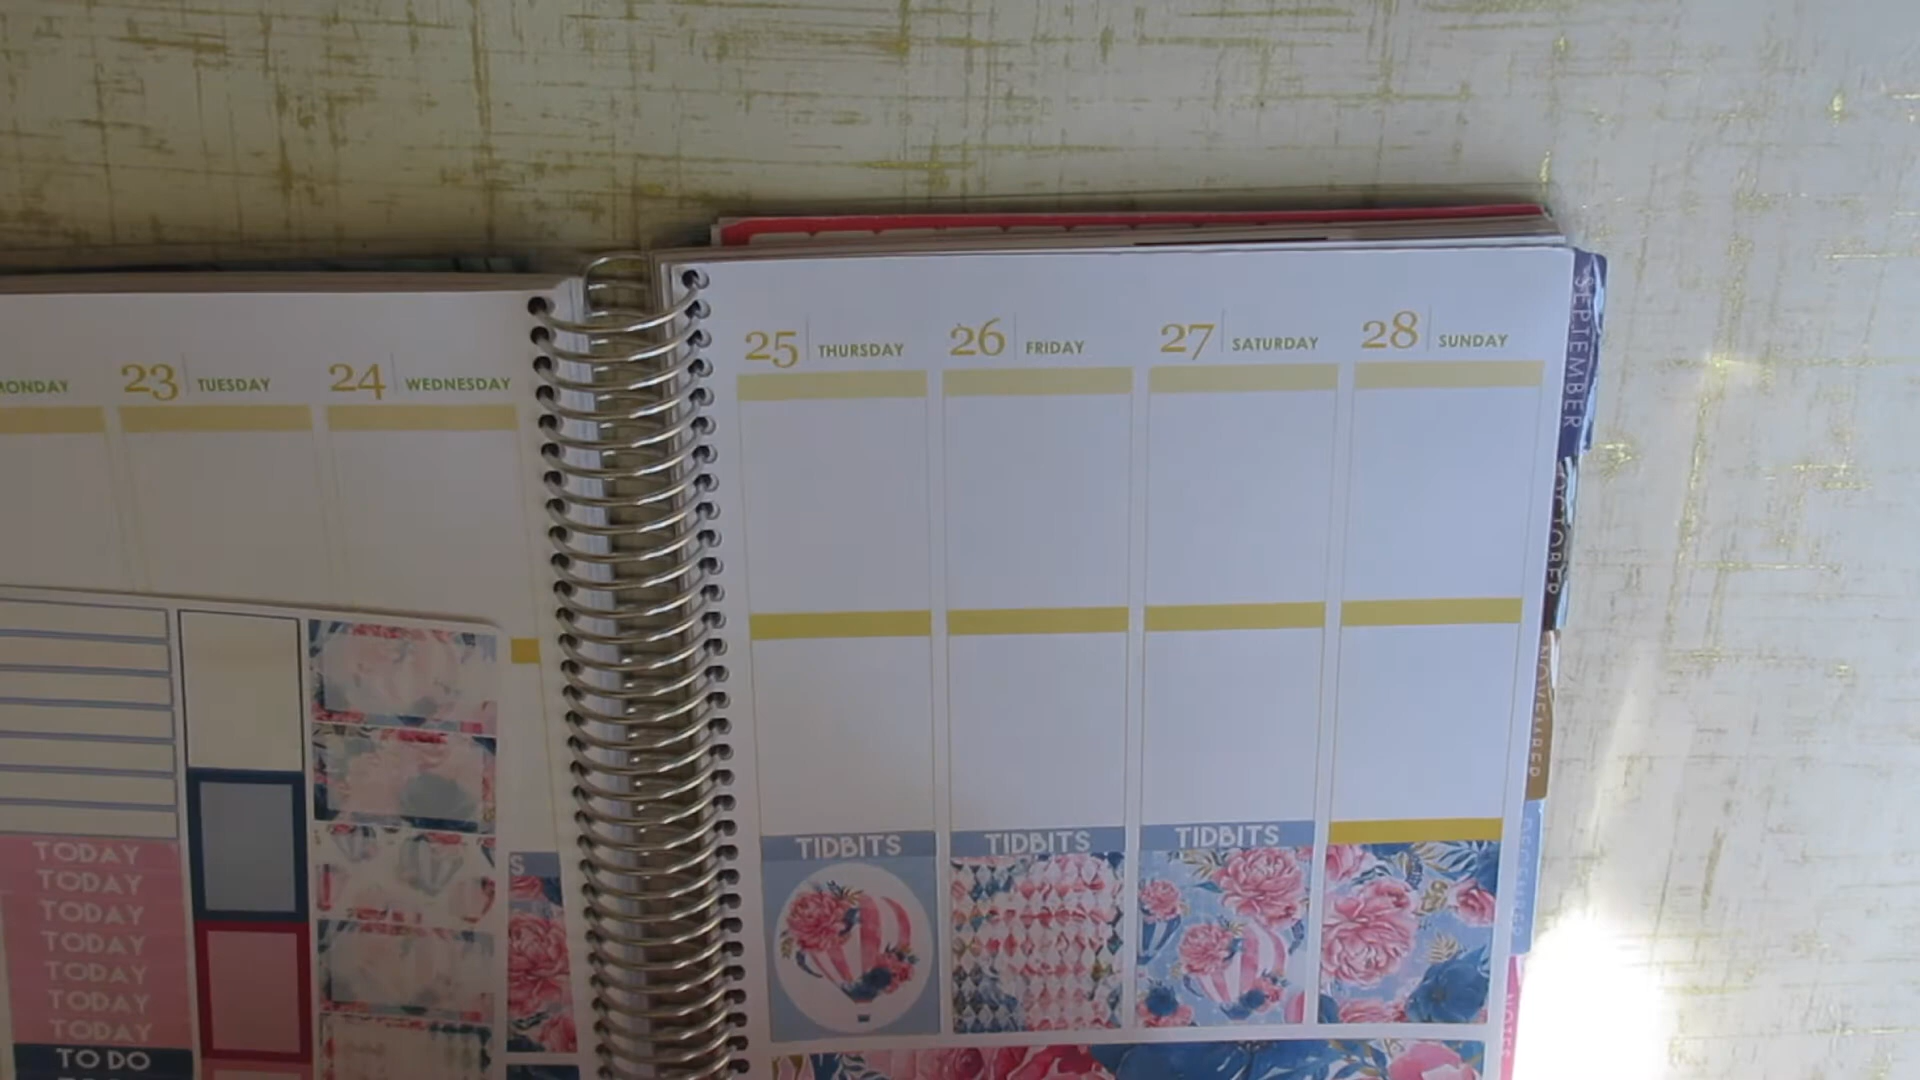 MONDAY
23 TUESDAY
24 WEDNESDAY
25 THURSDAY
26 FRIDAY
27 SATURDAY
28 SUNDAY
SEPTEMBER
OCTOBER
NOVEMBER
DECEMBER
TIDBITS
TIDBITS
TIDBITS
S
TODAY
TODAY
TODAY
TODAY
TODAY
TODAY
TODAY
TO DO